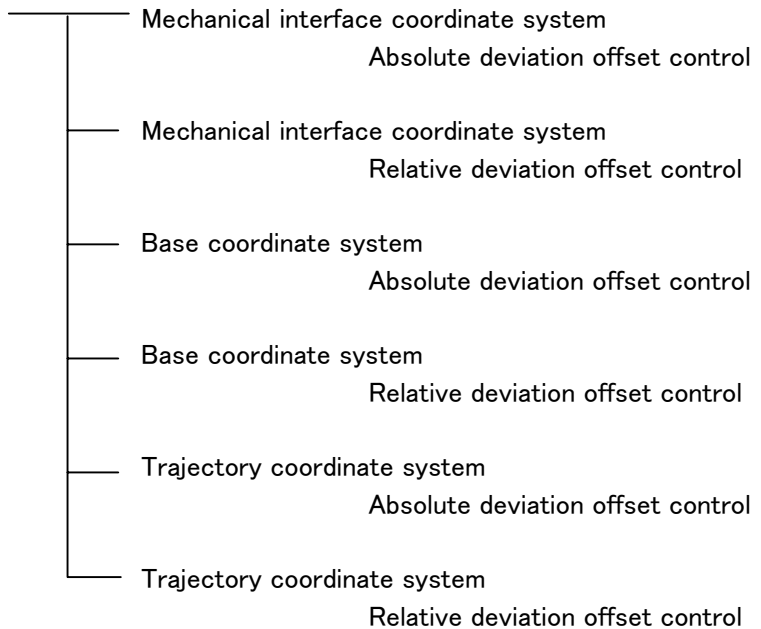 Mechanical interface coordinate system
Absolute deviation offset control
Mechanical interface coordinate system
Relative deviation offset control
Base coordinate system
Absolute deviation offset control
Base coordinate system
Relative deviation offset control
Trajectory coordinate system
Absolute deviation offset control
Trajectory coordinate system
Relative deviation offset control